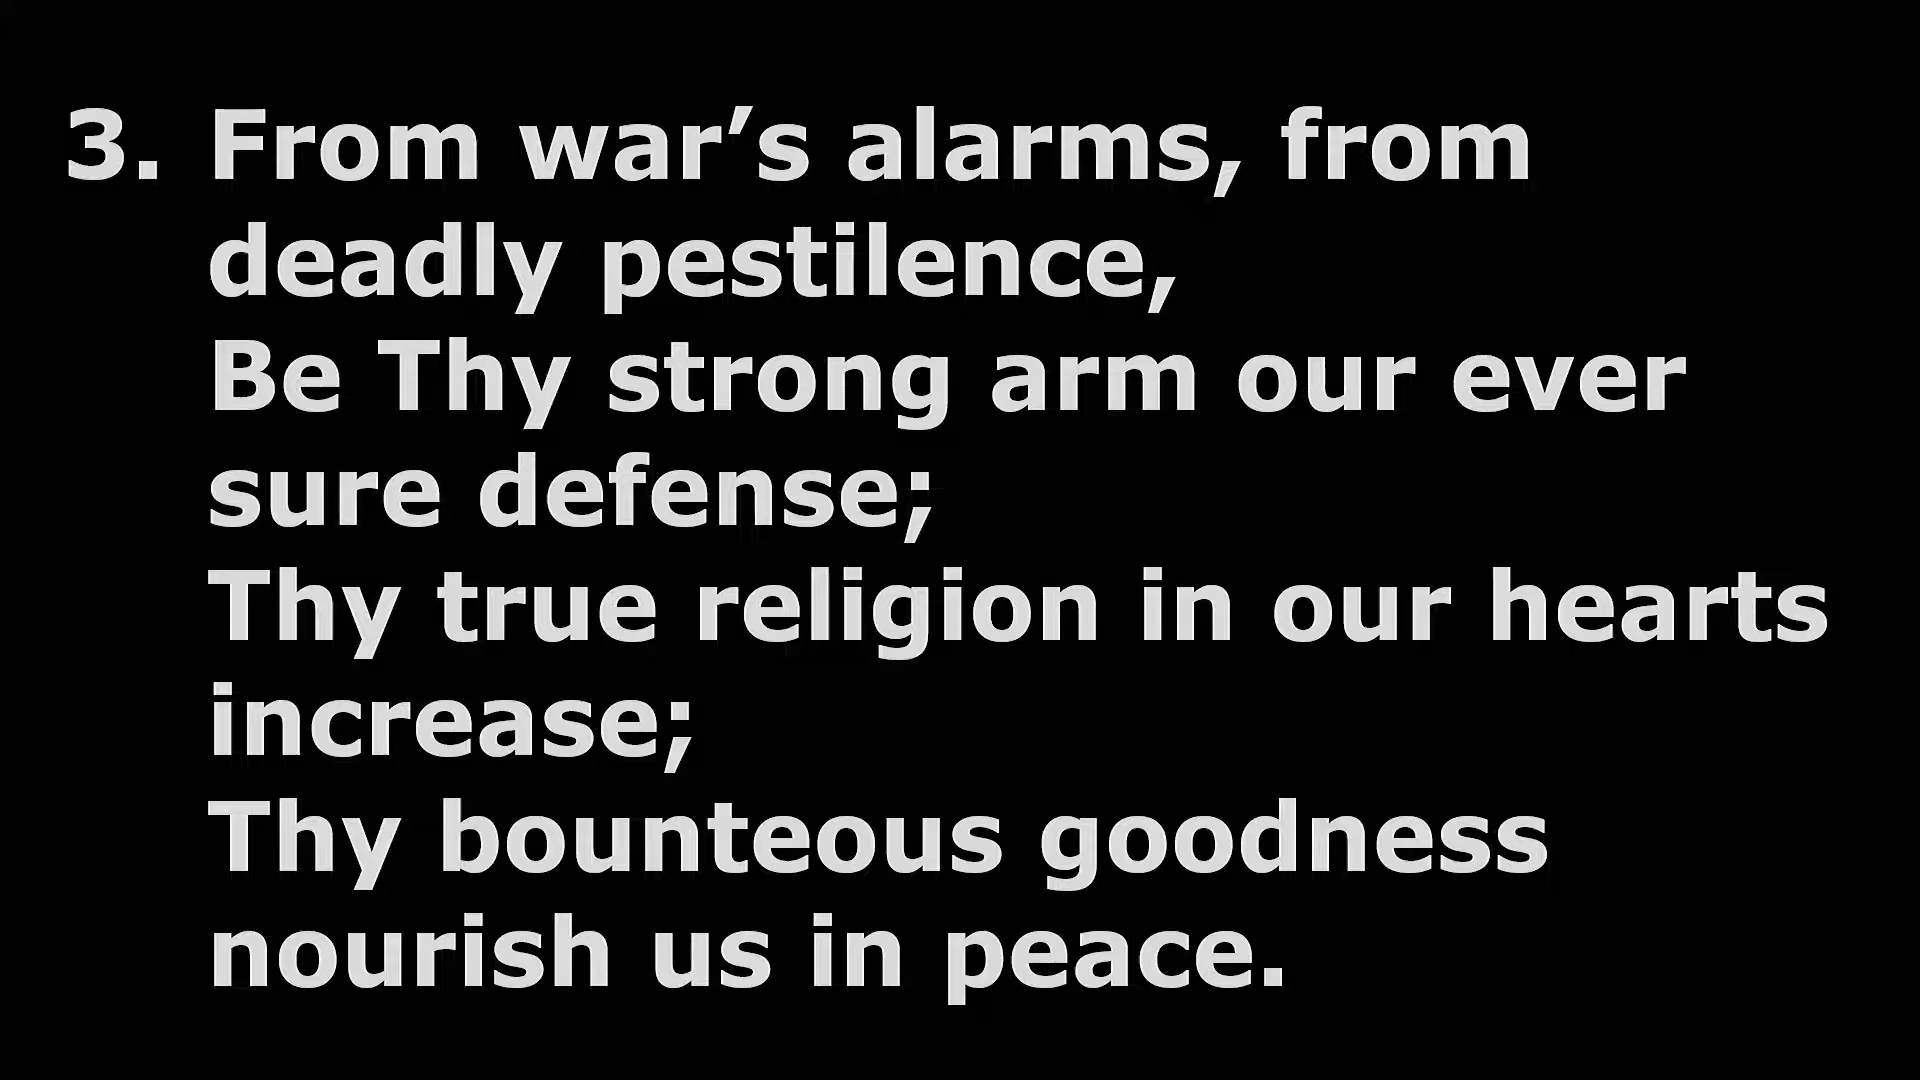 3. From war’s alarms, from
deadly pestilence,
Be Thy strong arm our ever
sure defense;
Thy true religion in our hearts
increase;
Thy bounteous goodness
nourish us in peace.